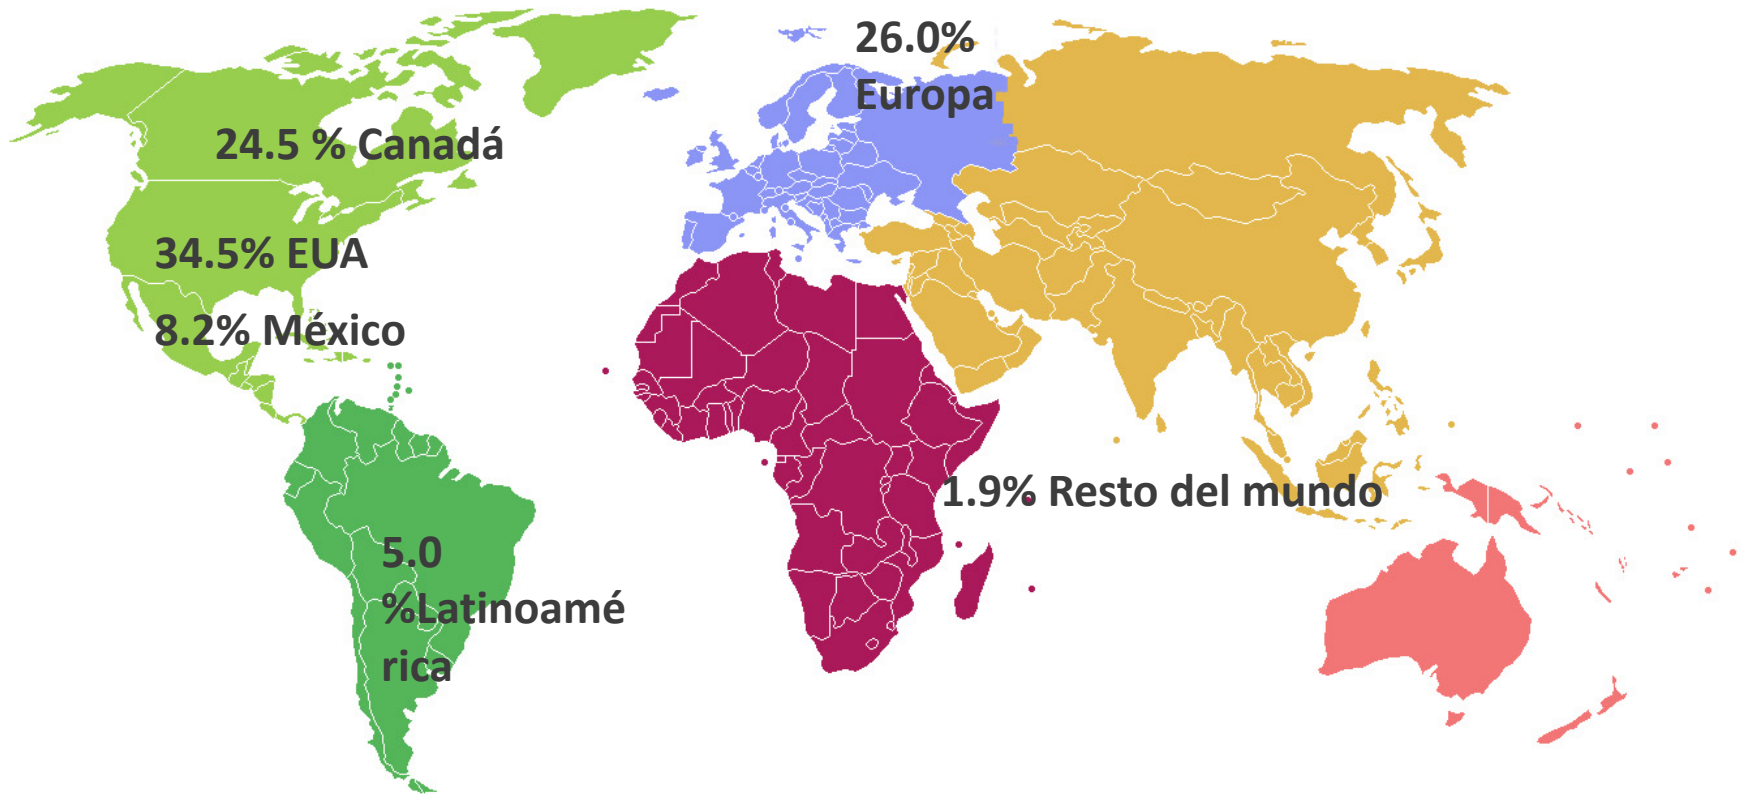 26.0%
Europa
24.5 % Canadá
34.5% EUA
8.2% México
1.9% Resto del mundo
5.0
%Latinoamé
rica